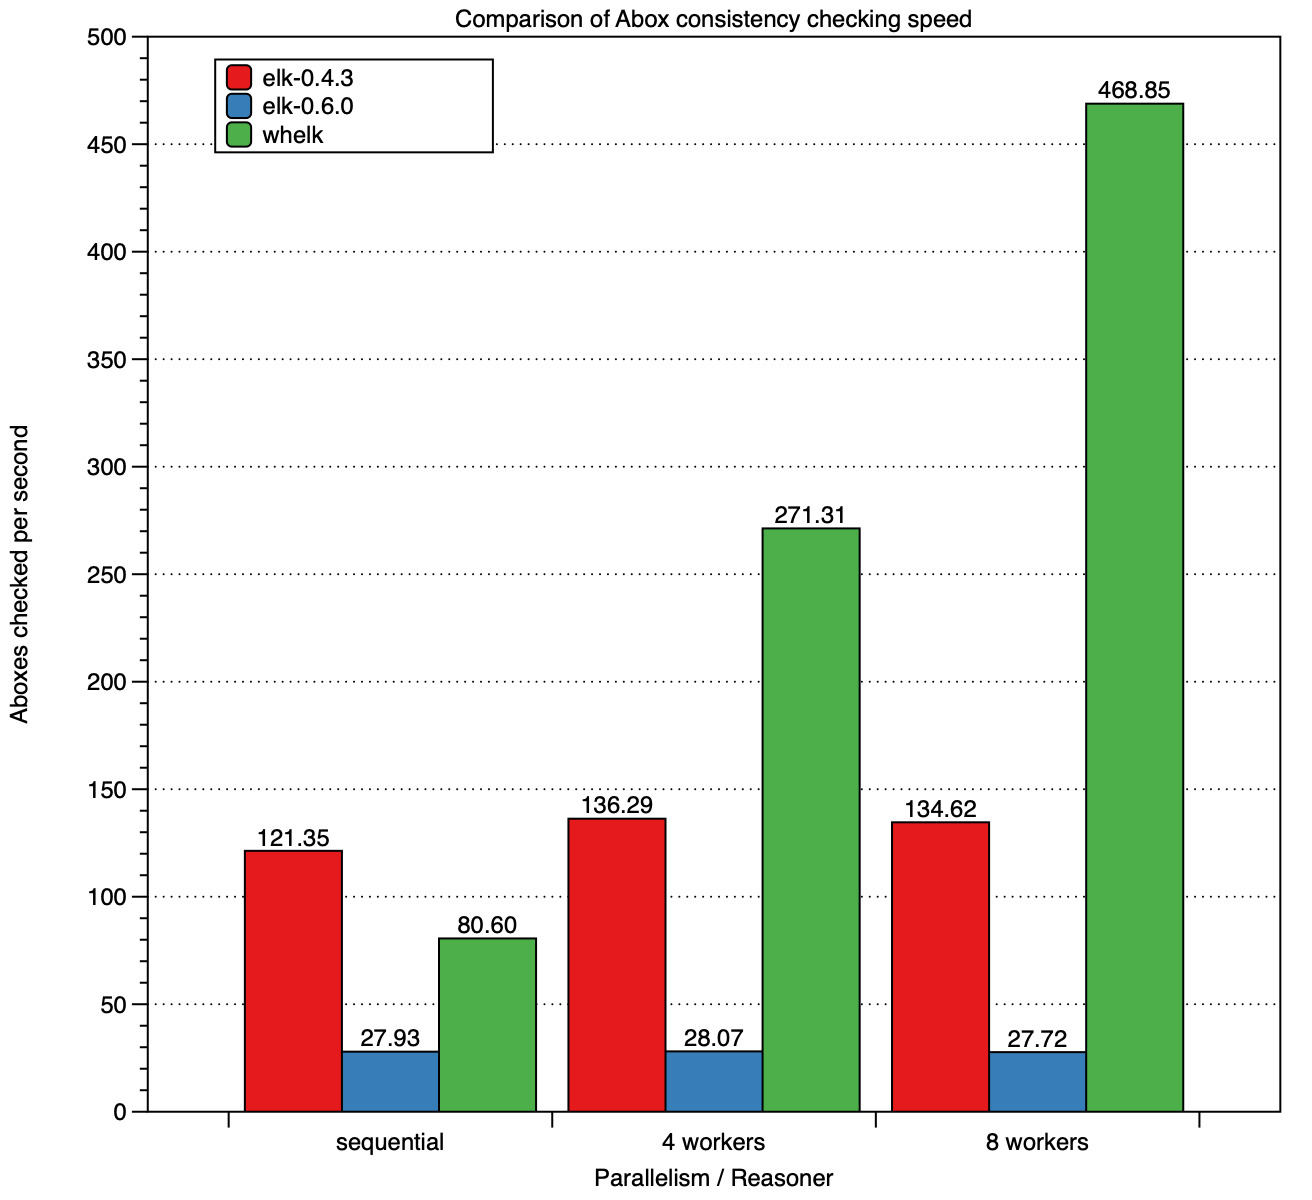 Comparison of Abox consistency checking speed
elk-0.4.3
elk-0.6.0
whelk
Aboxes checked per second
500
450
400
350
300
250
200
150
100
50
0
121.35
27.93
80.60
136.29
28.07
271.31
134.62
27.72
468.85
sequential
4 workers
8 workers
Parallelism / Reasoner